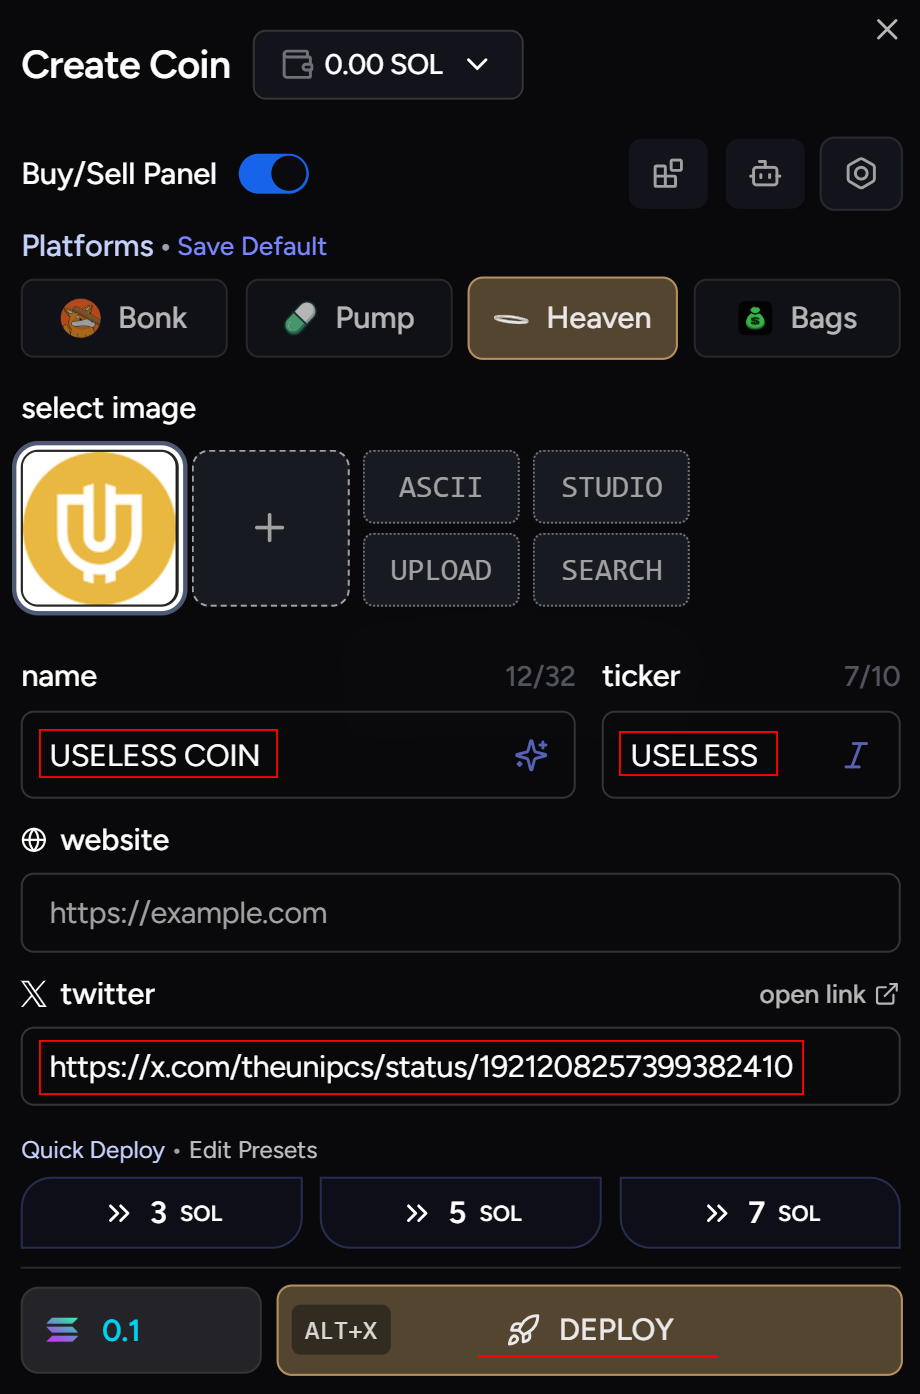 Create Coin 0.00 SOL
Buy/Sell Panel
Platforms • Save Default
Bonk Pump Heaven Bags
select image
ASCII STUDIO
UPLOAD SEARCH
name 12/32 ticker 7/10
USELESS COIN USELESS
website
https://example.com
twitter open link
https://x.com/theunipcs/status/1921208257399382410
Quick Deploy • Edit Presets
3 SOL 5 SOL 7 SOL
0.1 ALT+X DEPLOY